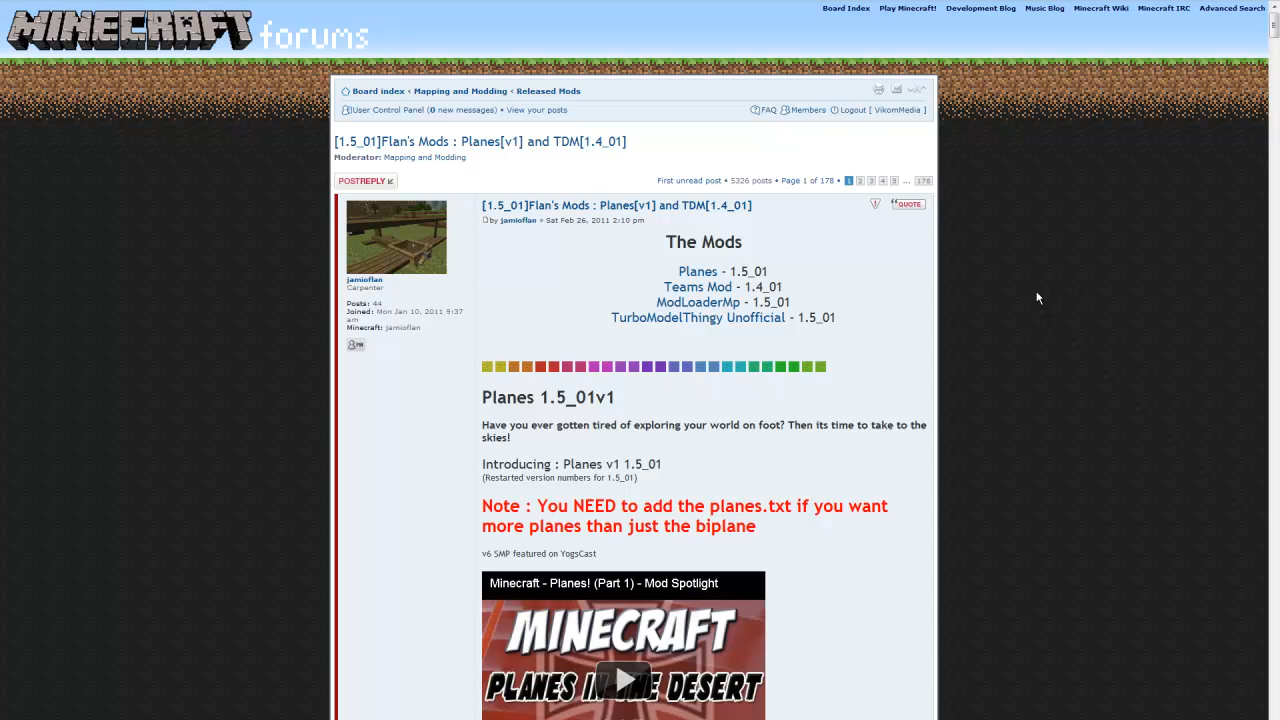 MINECRAFT forums
Board Index Play Minecraft! Development Blog Music Blog Minecraft Wiki Minecraft IRC Advanced Search
Board index ‹ Mapping and Modding ‹ Released Mods
User Control Panel (0 new messages) • View your posts
FAQ Members Logout [ VikomMedia ]
[1.5_01]Flan's Mods : Planes[v1] and TDM[1.4_01]
Moderator: Mapping and Modding
POSTREPLY
First unread post • 5326 posts • Page 1 of 178 • 1 2 3 4 5 ... 178
[1.5_01]Flan's Mods : Planes[v1] and TDM[1.4_01]
QUOTE
by jamioflan » Sat Feb 26, 2011 2:10 pm
jamioflan
Carpenter
Posts: 44
Joined: Mon Jan 10, 2011 9:37
am
Minecraft: jamioflan
PM
The Mods
Planes - 1.5_01
Teams Mod - 1.4_01
ModLoaderMp - 1.5_01
TurboModelThingy Unofficial - 1.5_01
Planes 1.5_01v1
Have you ever gotten tired of exploring your world on foot? Then its time to take to the
skies!
Introducing : Planes v1 1.5_01
(Restarted version numbers for 1.5_01)
Note : You NEED to add the planes.txt if you want
more planes than just the biplane
v6 SMP featured on YogsCast
Minecraft - Planes! (Part 1) - Mod Spotlight
MINECRAFT
PLANES IN THE DESERT